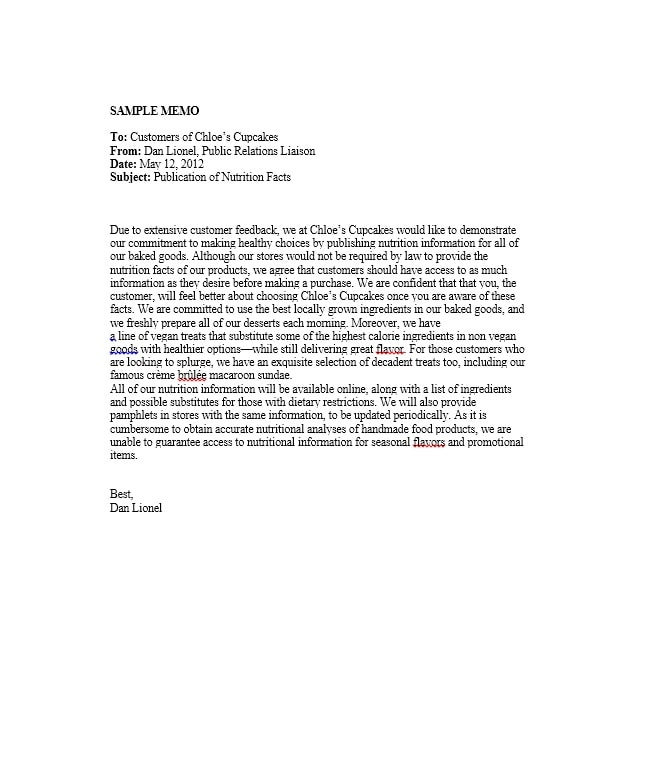 SAMPLE MEMO
To: Customers of Chloe’s Cupcakes
From: Dan Lionel, Public Relations Liaison
Date: May 12, 2012
Subject: Publication of Nutrition Facts
Due to extensive customer feedback, we at Chloe’s Cupcakes would like to demonstrate
our commitment to making healthy choices by publishing nutrition information for all of
our baked goods. Although our stores would not be required by law to provide the
nutrition facts of our products, we agree that customers should have access to as much
information as they desire before making a purchase. We are confident that that you, the
customer, will feel better about choosing Chloe’s Cupcakes once you are aware of these
facts. We are committed to use the best locally grown ingredients in our baked goods, and
we freshly prepare all of our desserts each morning. Moreover, we have
a line of vegan treats that substitute some of the highest calorie ingredients in non vegan
goods with healthier options—while still delivering great flavor. For those customers who
are looking to splurge, we have an exquisite selection of decadent treats too, including our
famous crème brûlée macaroon sundae.
All of our nutrition information will be available online, along with a list of ingredients
and possible substitutes for those with dietary restrictions. We will also provide
pamphlets in stores with the same information, to be updated periodically. As it is
cumbersome to obtain accurate nutritional analyses of handmade food products, we are
unable to guarantee access to nutritional information for seasonal flavors and promotional
items.
Best,
Dan Lionel